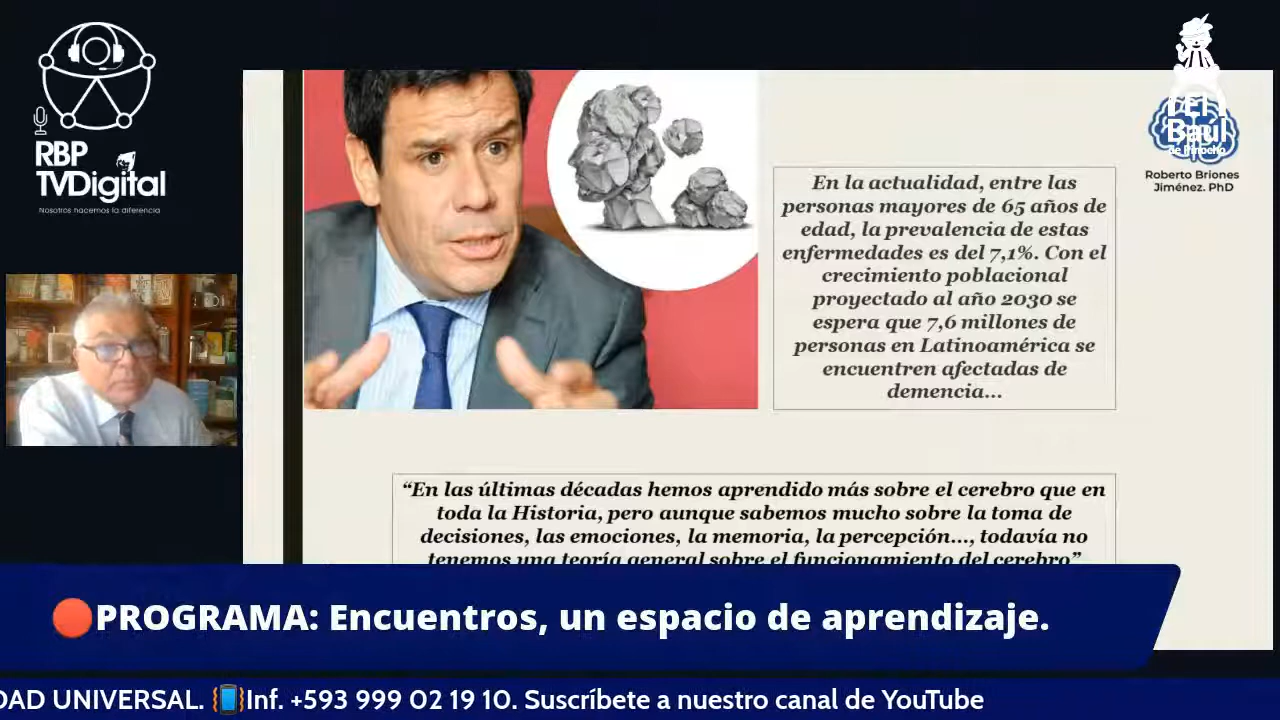 RBP
TVDigital
Nosotros hacemos la diferencia
El
Baul
de Pinocho
Roberto Briones
Jiménez. PhD
En la actualidad, entre las
personas mayores de 65 años de
edad, la prevalencia de estas
enfermedades es del 7,1%. Con el
crecimiento poblacional
proyectado al año 2030 se
espera que 7,6 millones de
personas en Latinoamérica se
encuentren afectadas de
demencia...
“En las últimas décadas hemos aprendido más sobre el cerebro que en
toda la Historia, pero aunque sabemos mucho sobre la toma de
decisiones, las emociones, la memoria, la percepción..., todavía no
tenemos una teoría general sobre el funcionamiento del cerebro”
PROGRAMA: Encuentros, un espacio de aprendizaje.
DAD UNIVERSAL. Inf. +593 999 02 19 10. Suscríbete a nuestro canal de YouTube